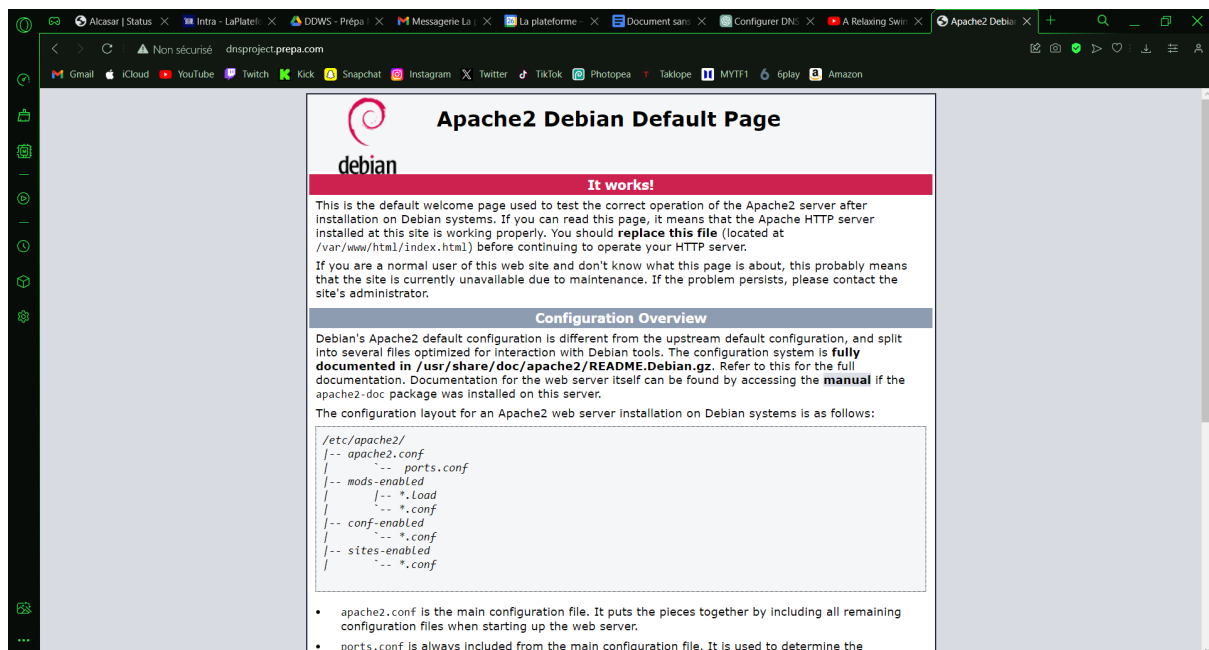 Alcasar | Status
Intra - LaPlatef
DDWS - Prépa
Messagerie La
La plateforme -
Document sans
Configurer DNS
A Relaxing Swin
Apache2 Debian
Non sécurisé dnsproject.prepa.com
Gmail iCloud YouTube Twitch Kick Snapchat Instagram Twitter TikTok Photopea Taklope MYTF1 6play Amazon
debian
Apache2 Debian Default Page
It works!
This is the default welcome page used to test the correct operation of the Apache2 server after
installation on Debian systems. If you can read this page, it means that the Apache HTTP server
installed at this site is working properly. You should replace this file (located at
/var/www/html/index.html) before continuing to operate your HTTP server.
If you are a normal user of this web site and don't know what this page is about, this probably means
that the site is currently unavailable due to maintenance. If the problem persists, please contact the
site's administrator.
Configuration Overview
Debian's Apache2 default configuration is different from the upstream default configuration, and split
into several files optimized for interaction with Debian tools. The configuration system is fully
documented in /usr/share/doc/apache2/README.Debian.gz. Refer to this for the full
documentation. Documentation for the web server itself can be found by accessing the manual if the
apache2-doc package was installed on this server.
The configuration layout for an Apache2 web server installation on Debian systems is as follows:
/etc/apache2/
|-- apache2.conf
|       `--  ports.conf
|-- mods-enabled
|       |-- *.load
|       `-- *.conf
|-- conf-enabled
|       `-- *.conf
|-- sites-enabled
|       `-- *.conf
• apache2.conf is the main configuration file. It puts the pieces together by including all remaining
configuration files when starting up the web server.
• ports.conf is always included from the main configuration file. It is used to determine the